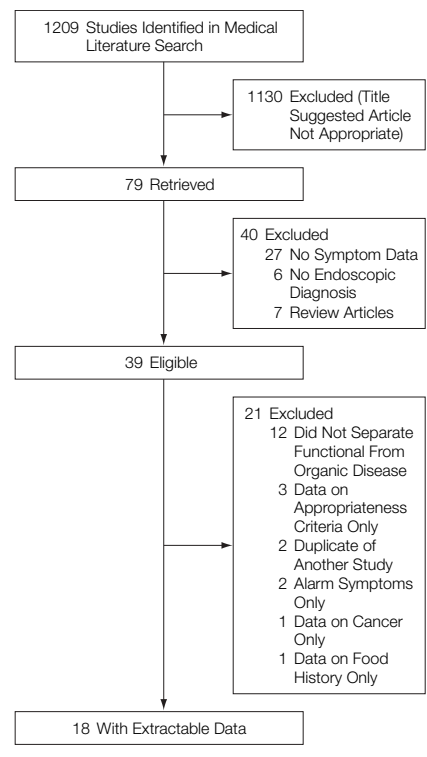 1209 Studies Identified in Medical
Literature Search
1130 Excluded (Title
Suggested Article
Not Appropriate)
79 Retrieved
40 Excluded
27 No Symptom Data
6 No Endoscopic
Diagnosis
7 Review Articles
39 Eligible
21 Excluded
12 Did Not Separate
Functional From
Organic Disease
3 Data on
Appropriateness
Criteria Only
2 Duplicate of
Another Study
2 Alarm Symptoms
Only
1 Data on Cancer
Only
1 Data on Food
History Only
18 With Extractable Data